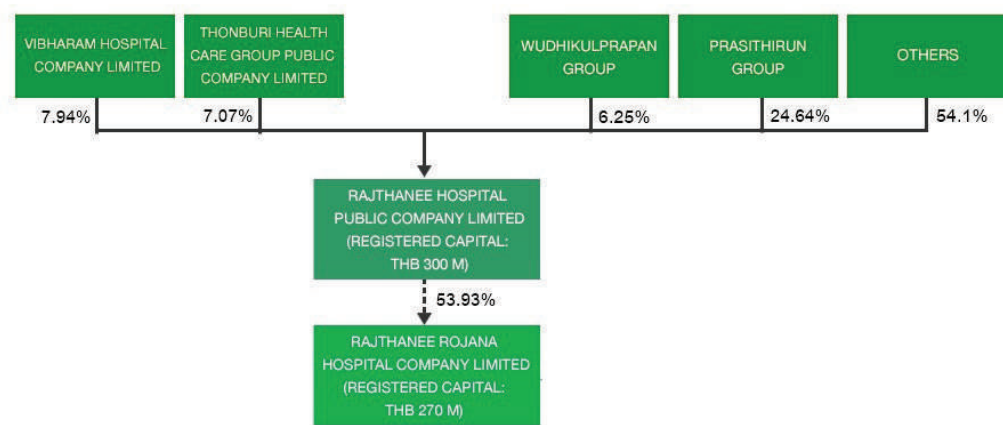 VIBHARAM HOSPITAL
COMPANY LIMITED
THONBURI HEALTH
CARE GROUP PUBLIC
COMPANY LIMITED
WUDHIKULPRAPAN
GROUP
PRASITHIRUN
GROUP
OTHERS
7.94%
7.07%
6.25%
24.64%
54.1%
RAJTHANEE HOSPITAL
PUBLIC COMPANY LIMITED
(REGISTERED CAPITAL:
THB 300 M)
53.93%
RAJTHANEE ROJANA
HOSPITAL COMPANY LIMITED
(REGISTERED CAPITAL:
THB 270 M)